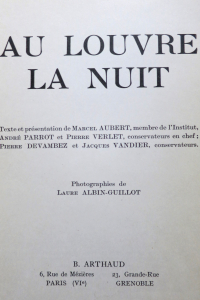 AU LOUVRE
LA NUIT
Texte et présentation de MARCEL AUBERT, membre de l'Institut,
ANDRÉ PARROT et PIERRE VERLET, conservateurs en chef ;
PIERRE DEVAMBEZ et JACQUES VANDIER, conservateurs.
Photographies de
LAURE ALBIN-GUILLOT
B. ARTHAUD
6, Rue de Mézières 23, Grande-Rue
PARIS (VIe) GRENOBLE